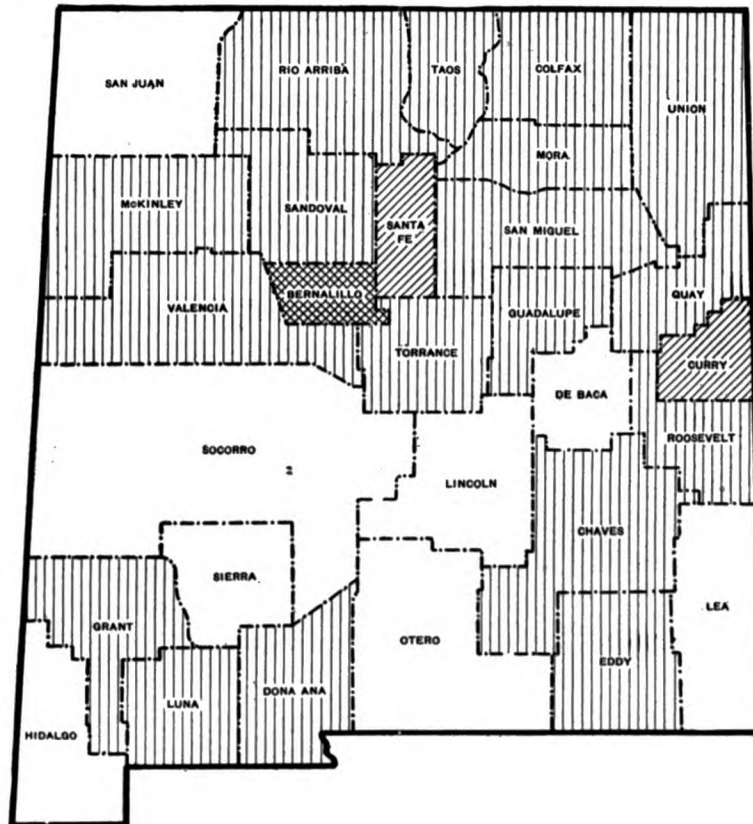 SAN JUAN
RIO ARRIBA
TAOS
COLFAX
UNION
MORA
MCKINLEY
SANDOVAL
SANTA
FE
SAN MIGUEL
BERNALILLO
VALENCIA
GUADALUPE
QUAY
TORRANCE
CURRY
DE BACA
ROOSEVELT
SOCORRO
LINCOLN
CHAVES
SIERRA
LEA
GRANT
OTERO
EDDY
LUNA
DONA ANA
HIDALGO